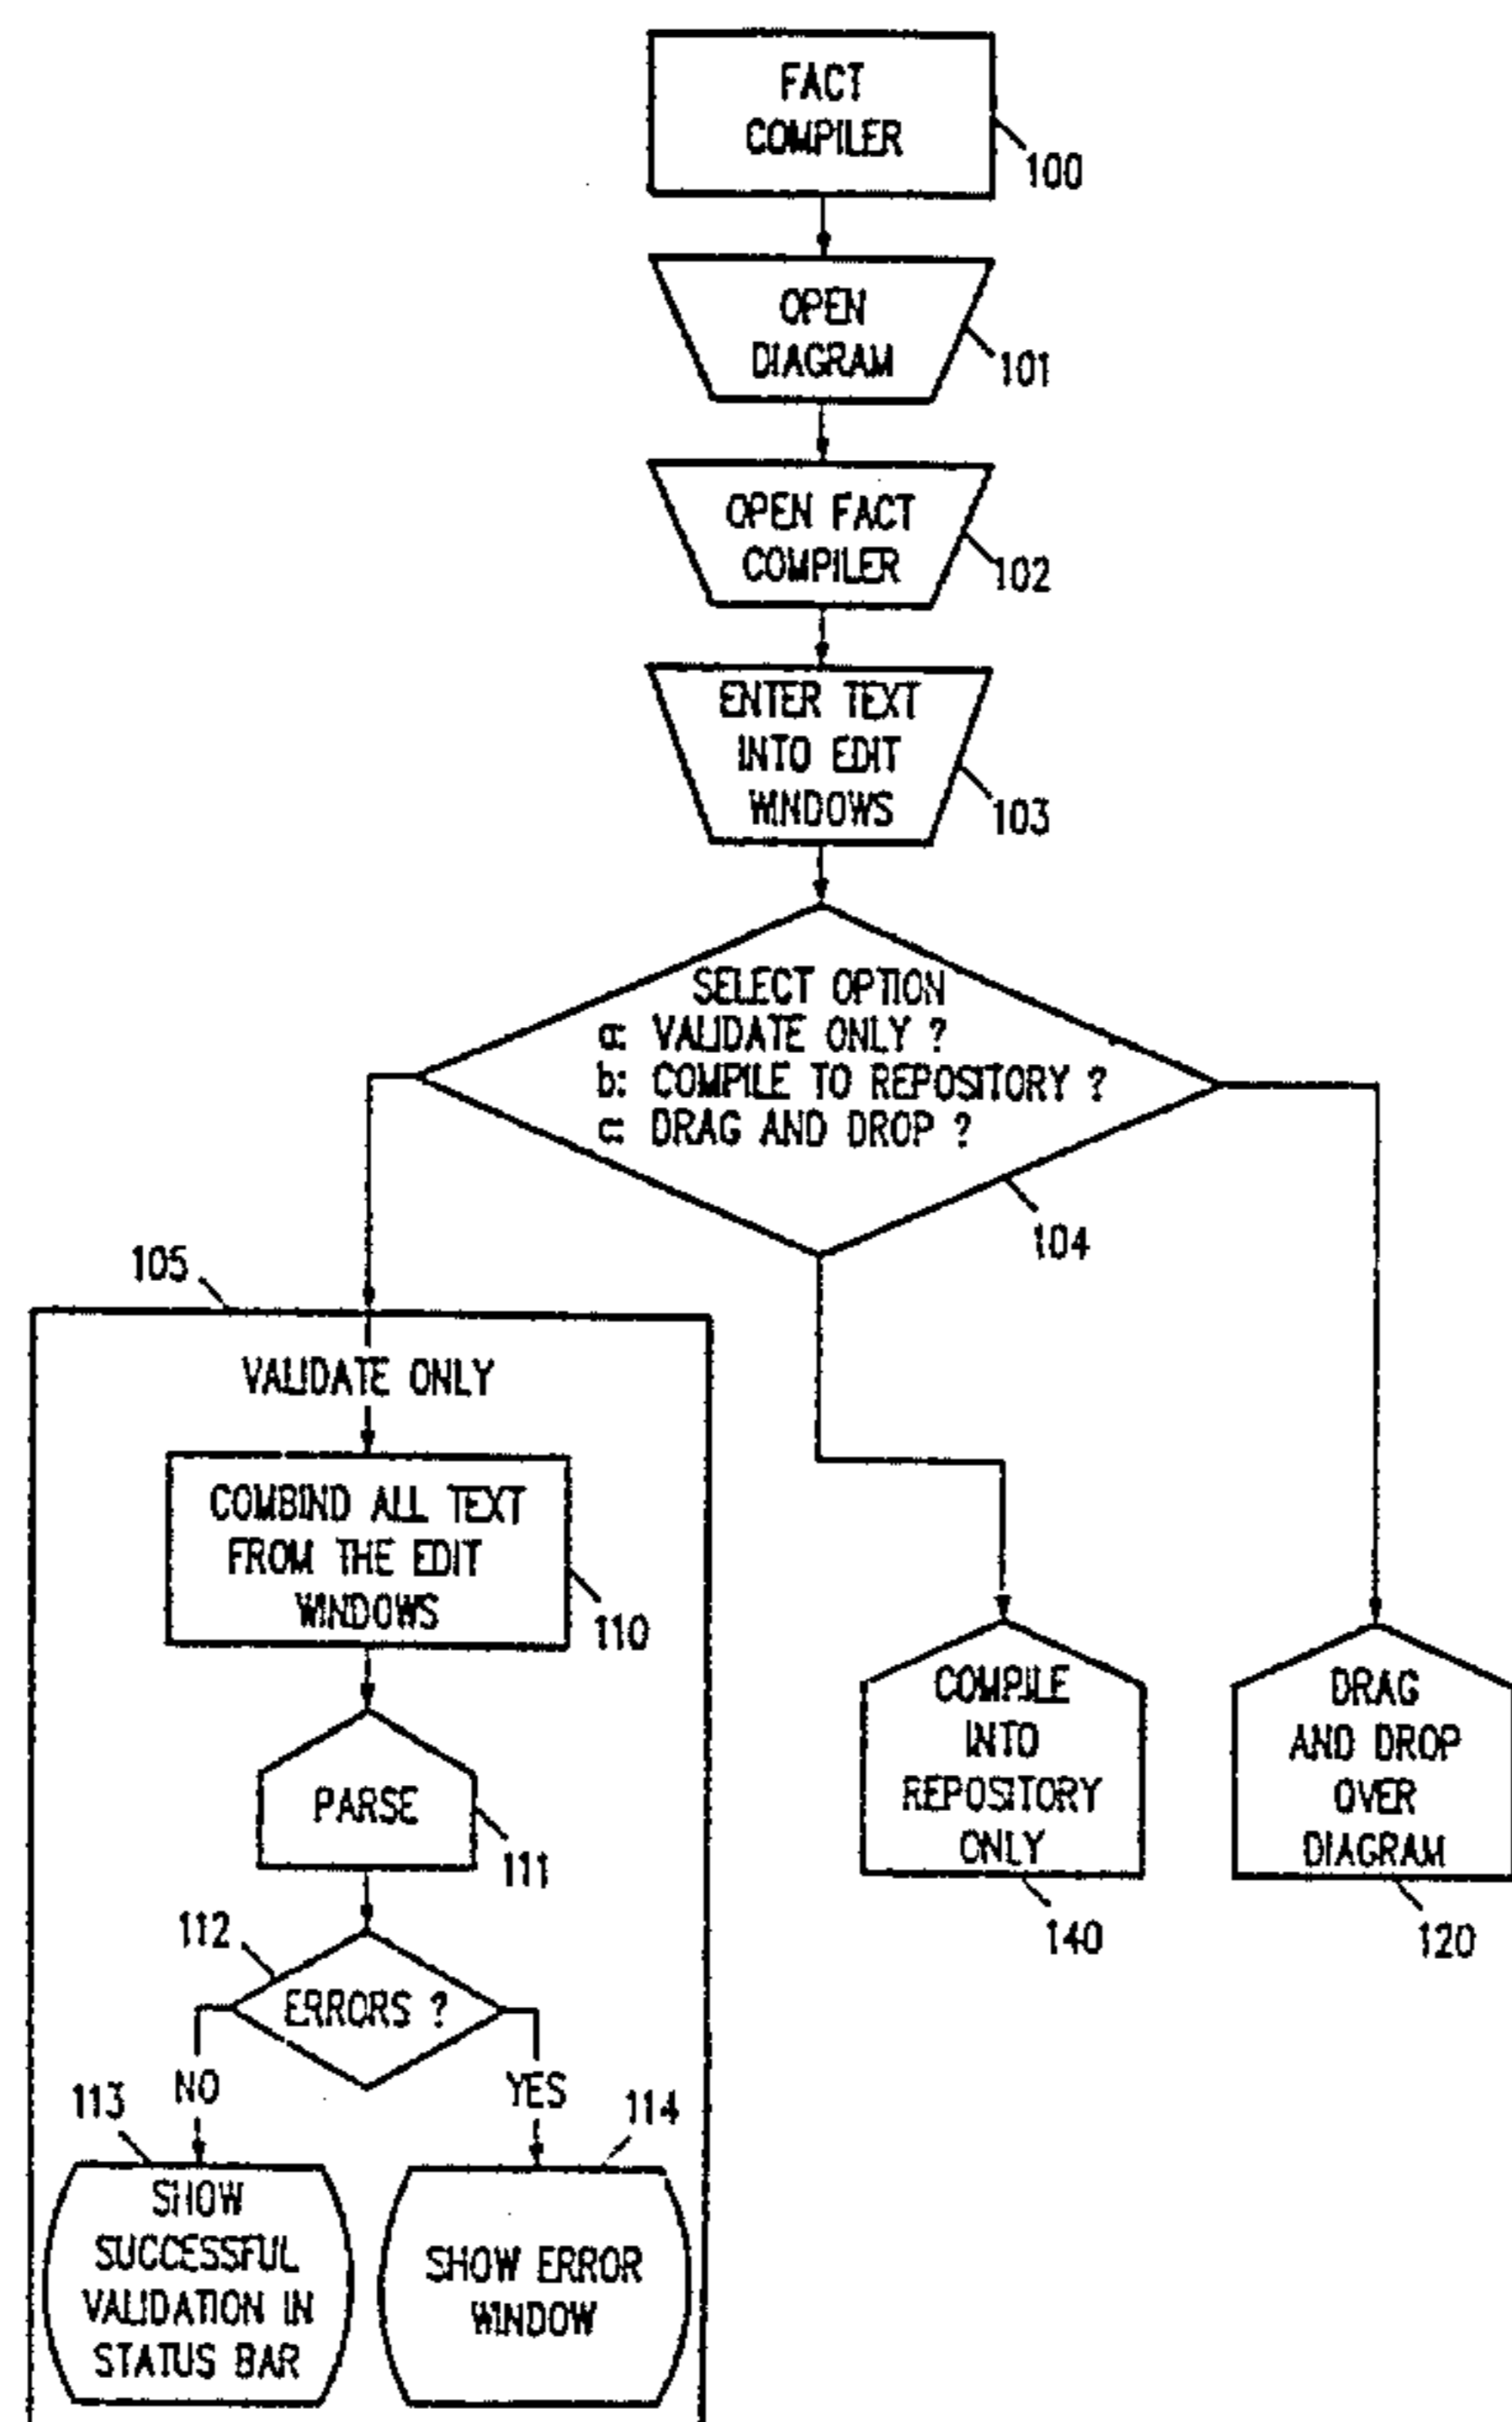 FACT
COMPILER
100
OPEN
DIAGRAM
101
OPEN FACT
COMPILER
102
ENTER TEXT
INTO EDIT
WINDOWS
103
SELECT OPTION
a: VALIDATE ONLY ?
b: COMPILE TO REPOSITORY ?
c: DRAG AND DROP ?
104
105
VALIDATE ONLY
COMBIND ALL TEXT
FROM THE EDIT
WINDOWS
110
PARSE
111
112
ERRORS ?
NO
YES
113
SHOW
SUCCESSFUL
VALIDATION IN
STATUS BAR
114
SHOW ERROR
WINDOW
COMPILE
INTO
REPOSITORY
ONLY
140
DRAG
AND DROP
OVER
DIAGRAM
120